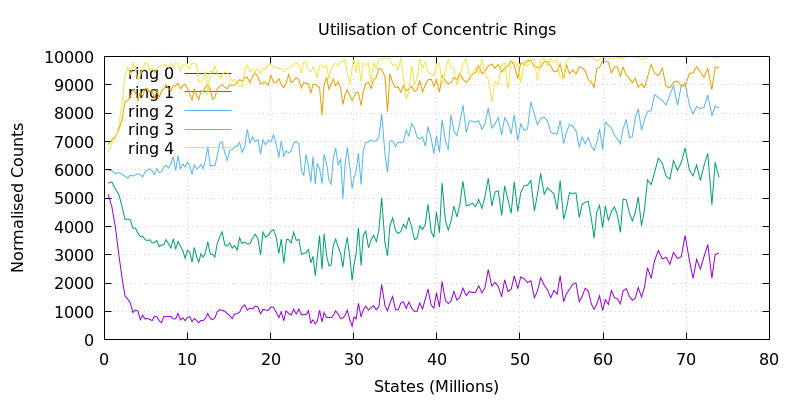 Utilisation of Concentric Rings
Normalised Counts
10000
9000
8000
7000
6000
5000
4000
3000
2000
1000
0
ring 0
ring 1
ring 2
ring 3
ring 4
0 10 20 30 40 50 60 70 80
States (Millions)